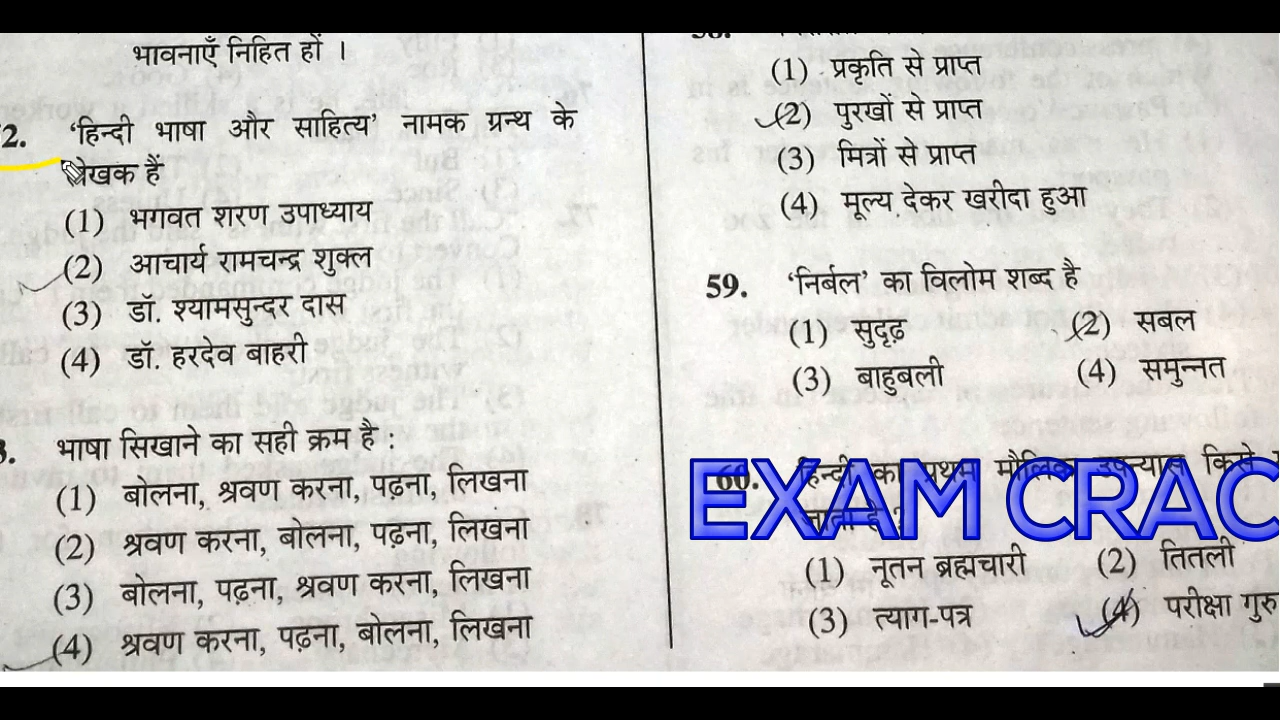 भावनाएँ निहित हों ।
2. 'हिन्दी भाषा और साहित्य' नामक ग्रन्थ के
लेखक हैं
(1) भगवत शरण उपाध्याय
(2) आचार्य रामचन्द्र शुक्ल
(3) डॉ. श्यामसुन्दर दास
(4) डॉ. हरदेव बाहरी
भाषा सिखाने का सही क्रम है :
(1) बोलना, श्रवण करना, पढ़ना, लिखना
(2) श्रवण करना, बोलना, पढ़ना, लिखना
(3) बोलना, पढ़ना, श्रवण करना, लिखना
(4) श्रवण करना, पढ़ना, बोलना, लिखना
(1) प्रकृति से प्राप्त
(2) पुरखों से प्राप्त
(3) मित्रों से प्राप्त
(4) मूल्य देकर खरीदा हुआ
59. 'निर्बल' का विलोम शब्द है
(1) सुदृढ़ (2) सबल
(3) बाहुबली (4) समुन्नत
60. हिन्दी का प्रथम मौलिक उपन्यास किसे
जाता है ?
EXAM CRAC
(1) नूतन ब्रह्मचारी (2) तितली
(3) त्याग-पत्र (4) परीक्षा गुरु